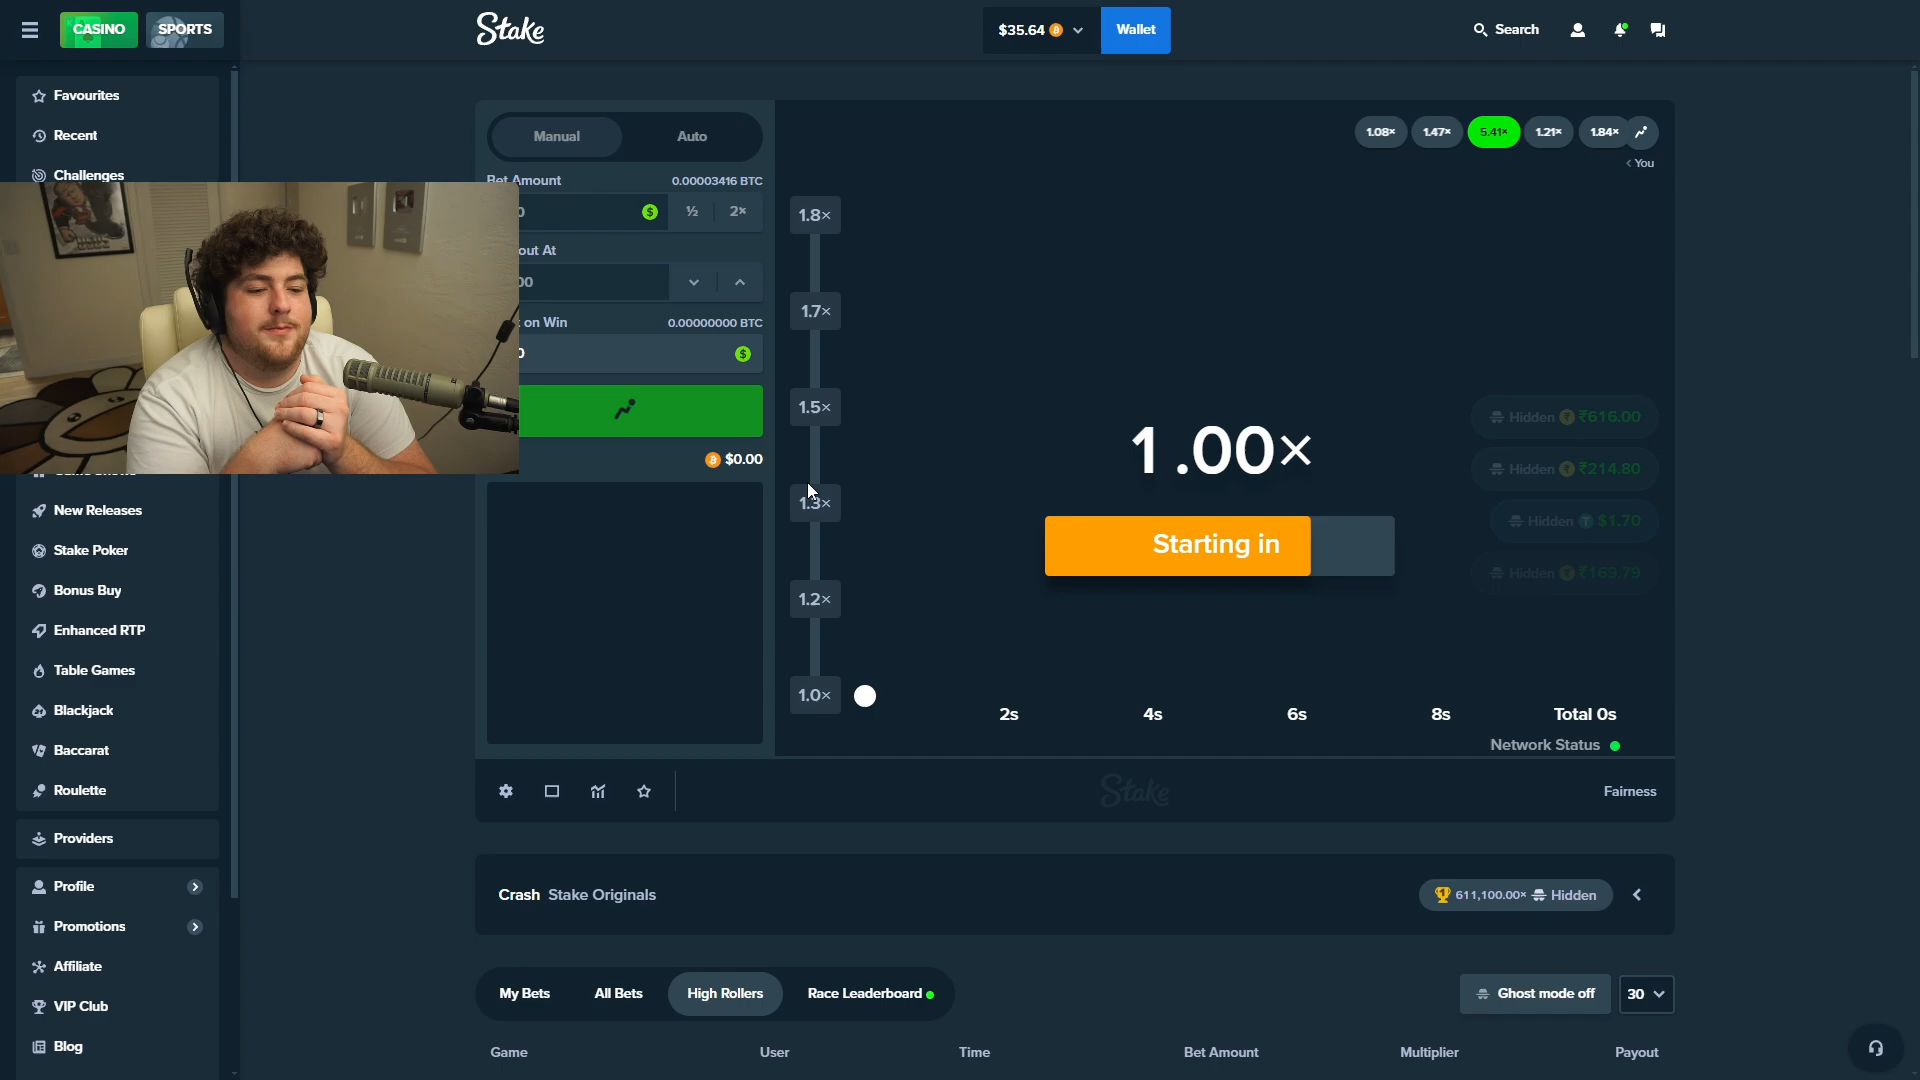 CASINO
SPORTS
Stake
$35.64
Wallet
Search
Favourites
Recent
Challenges
New Releases
Stake Poker
Bonus Buy
Enhanced RTP
Table Games
Blackjack
Baccarat
Roulette
Providers
Profile
Promotions
Affiliate
VIP Club
Blog
Manual
Auto
Bet Amount
0.00003416 BTC
0
½
2×
out At
00
on Win
0.00000000 BTC
0
$0.00
1.08×
1.47×
5.41×
1.21×
1.84×
< You
1.8×
1.7×
1.5×
1.3×
1.2×
1.0×
1.00×
Starting in
Hidden ₹616.00
Hidden ₹214.80
Hidden $1.70
Hidden ₹169.79
2s
4s
6s
8s
Total 0s
Network Status
Stake
Fairness
Crash Stake Originals
611,100.00× Hidden
My Bets
All Bets
High Rollers
Race Leaderboard
Ghost mode off
30
Game
User
Time
Bet Amount
Multiplier
Payout